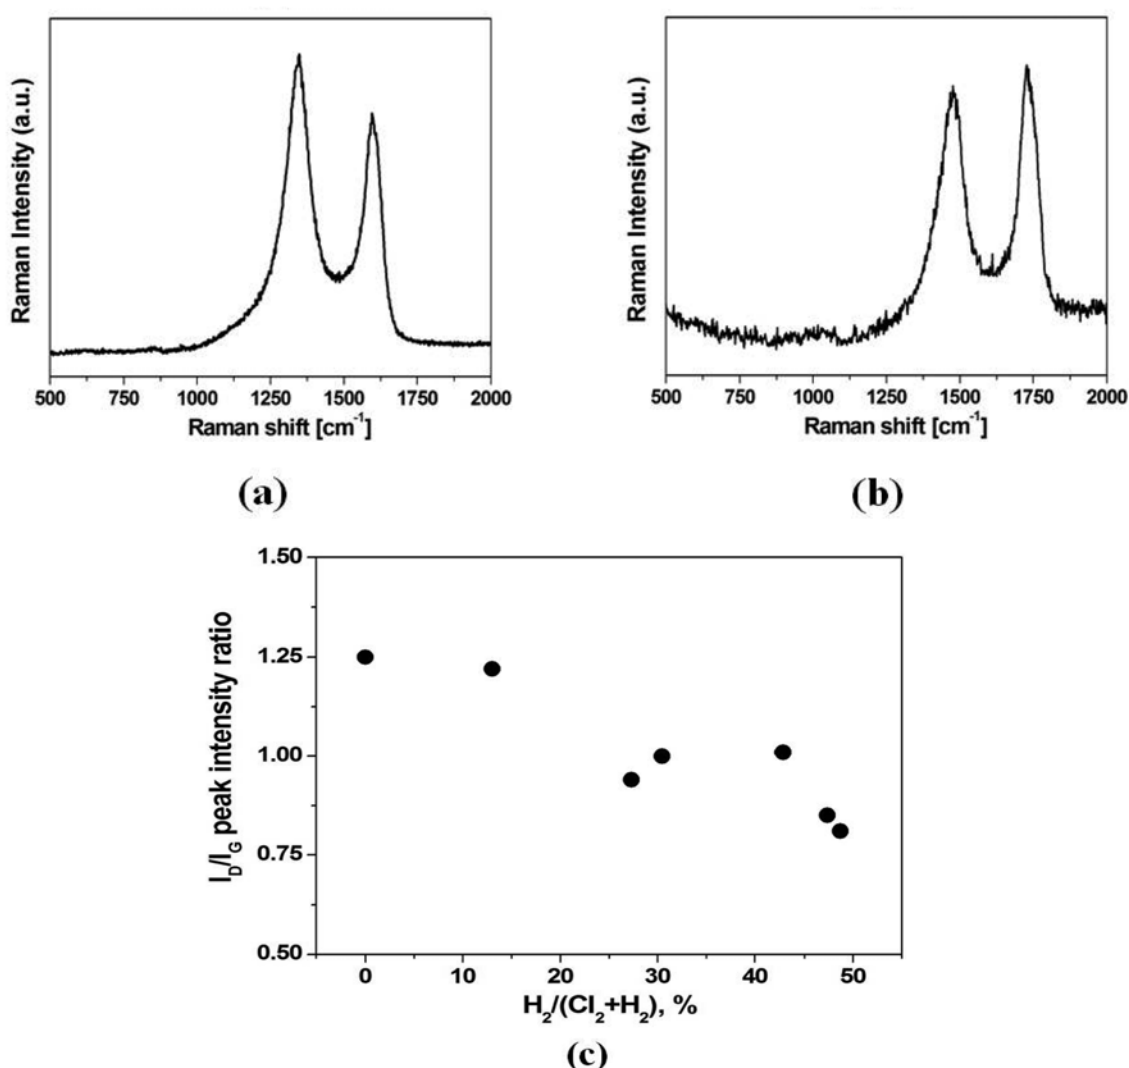 Raman Intensity (a.u.)
500 750 1000 1250 1500 1750 2000
Raman shift [cm⁻¹]
(a)
Raman Intensity (a.u.)
500 750 1000 1250 1500 1750 2000
Raman shift [cm⁻¹]
(b)
I_D/I_G peak intensity ratio
1.50
1.25
1.00
0.75
0.50
0 10 20 30 40 50
H₂/(Cl₂+H₂), %
(c)